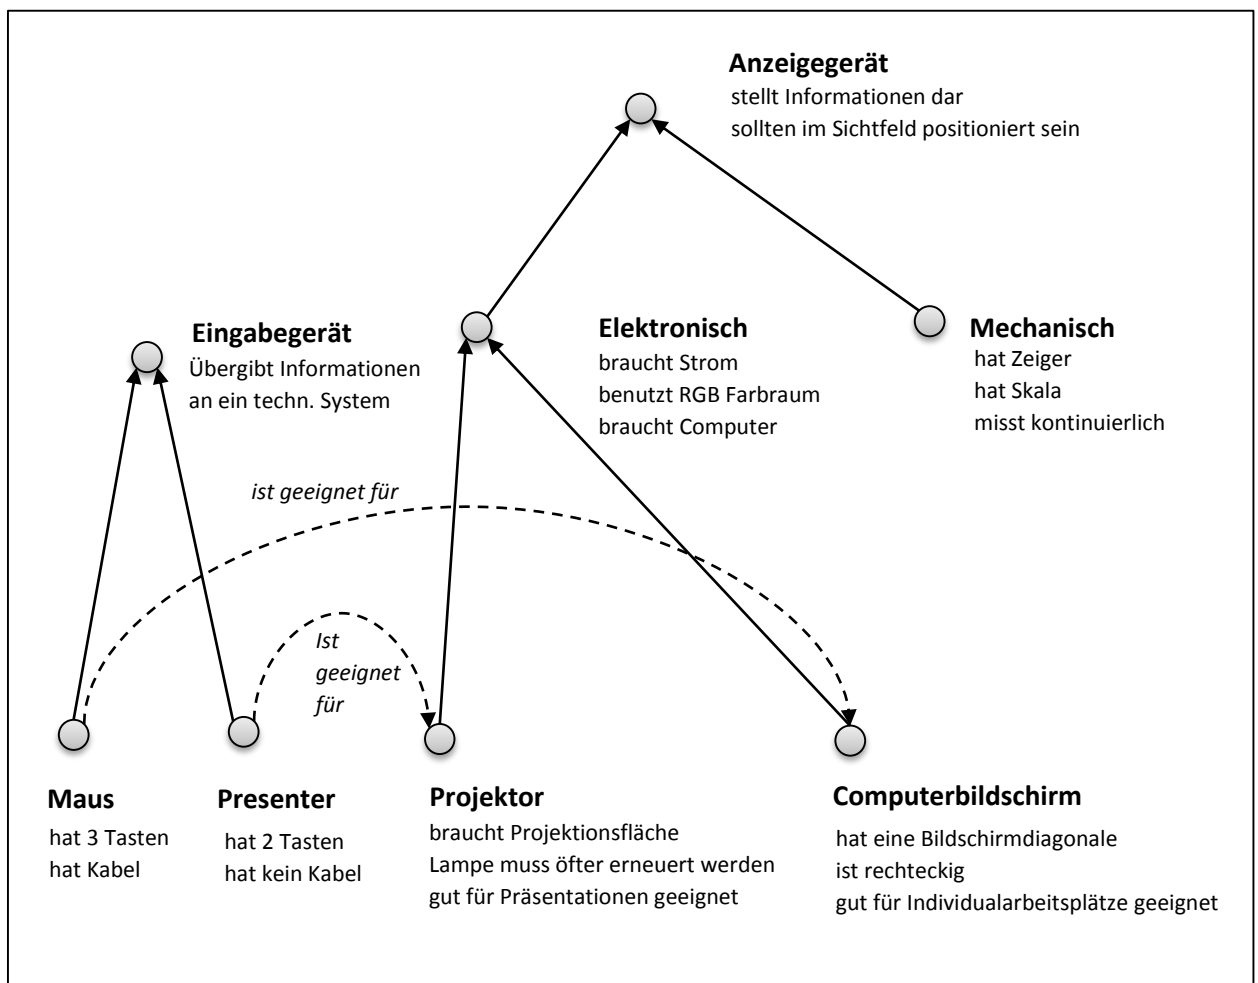 Anzeigegerät
stellt Informationen dar
sollten im Sichtfeld positioniert sein
Eingabegerät
Übergibt Informationen
an ein techn. System
Elektronisch
braucht Strom
benutzt RGB Farbraum
braucht Computer
Mechanisch
hat Zeiger
hat Skala
misst kontinuierlich
ist geeignet für
Ist
geeignet
für
Maus
hat 3 Tasten
hat Kabel
Presenter
hat 2 Tasten
hat kein Kabel
Projektor
braucht Projektionsfläche
Lampe muss öfter erneuert werden
gut für Präsentationen geeignet
Computerbildschirm
hat eine Bildschirmdiagonale
ist rechteckig
gut für Individualarbeitsplätze geeignet